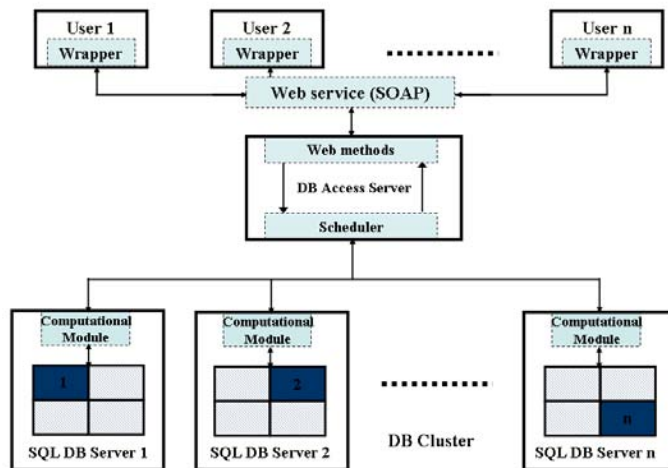 User 1
User 2
User n
Wrapper
Wrapper
Wrapper
Web service (SOAP)
Web methods
DB Access Server
Scheduler
Computational
Module
Computational
Module
Computational
Module
1
2
n
SQL DB Server 1
SQL DB Server 2
DB Cluster
SQL DB Server n